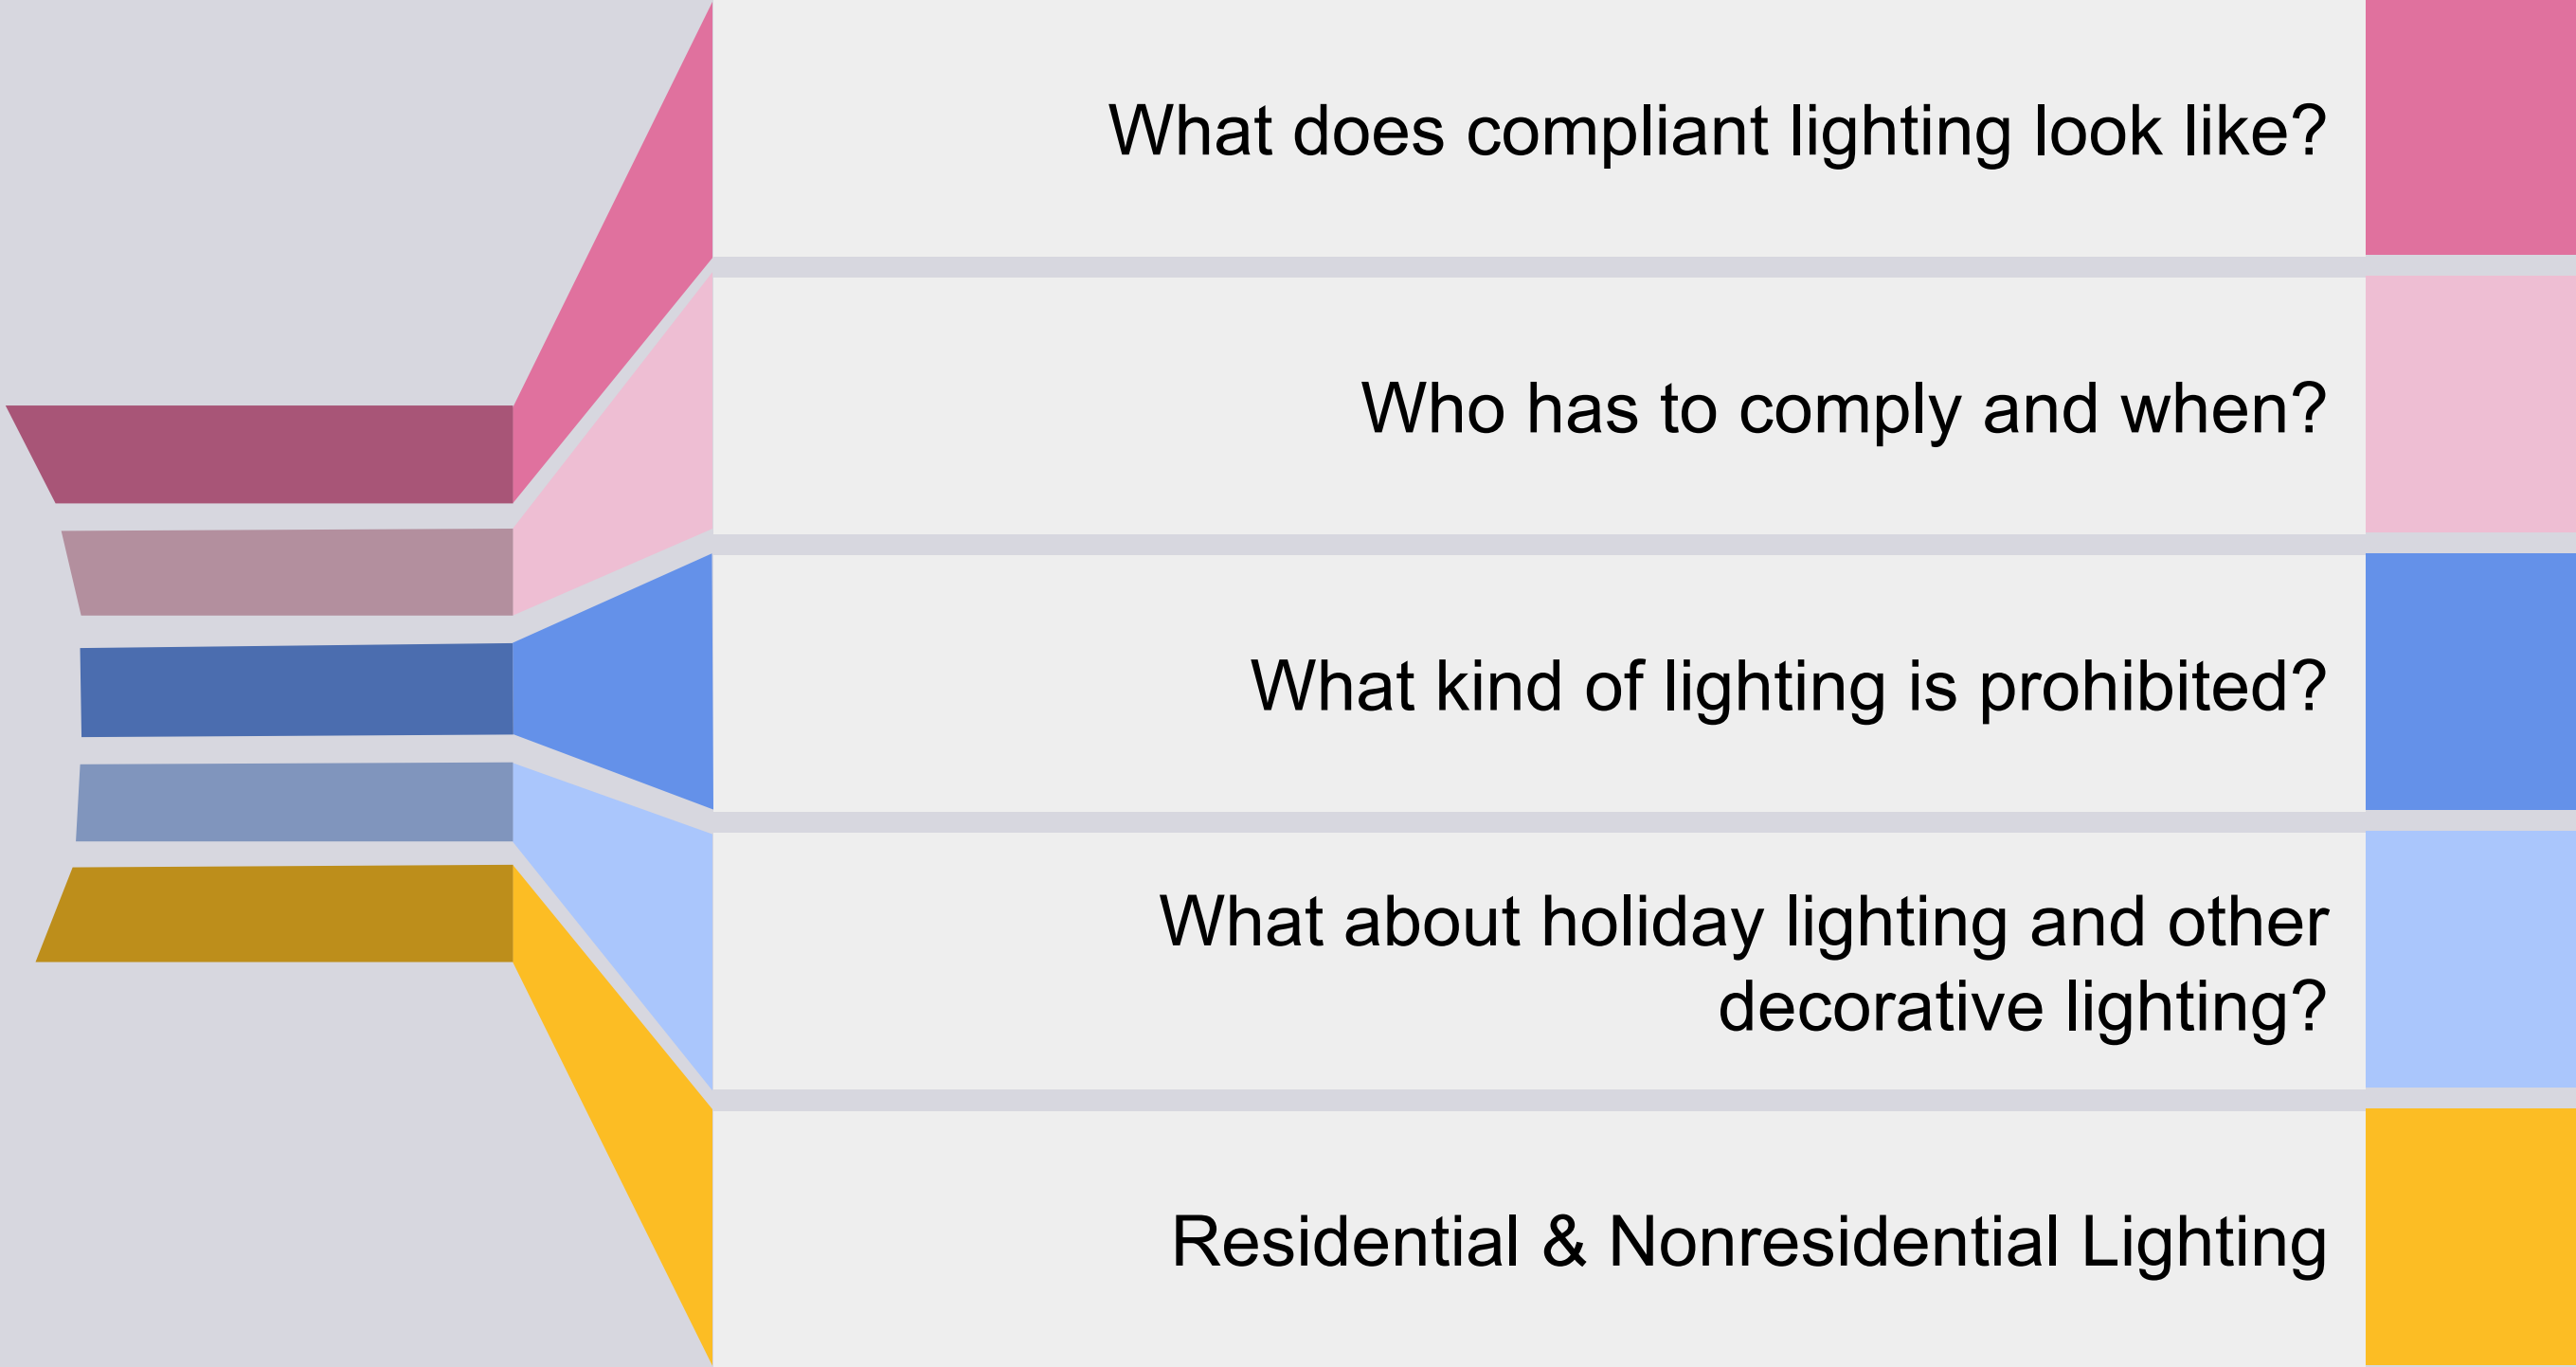 What does compliant lighting look like?
Who has to comply and when?
What kind of lighting is prohibited?
What about holiday lighting and other
decorative lighting?
Residential & Nonresidential Lighting